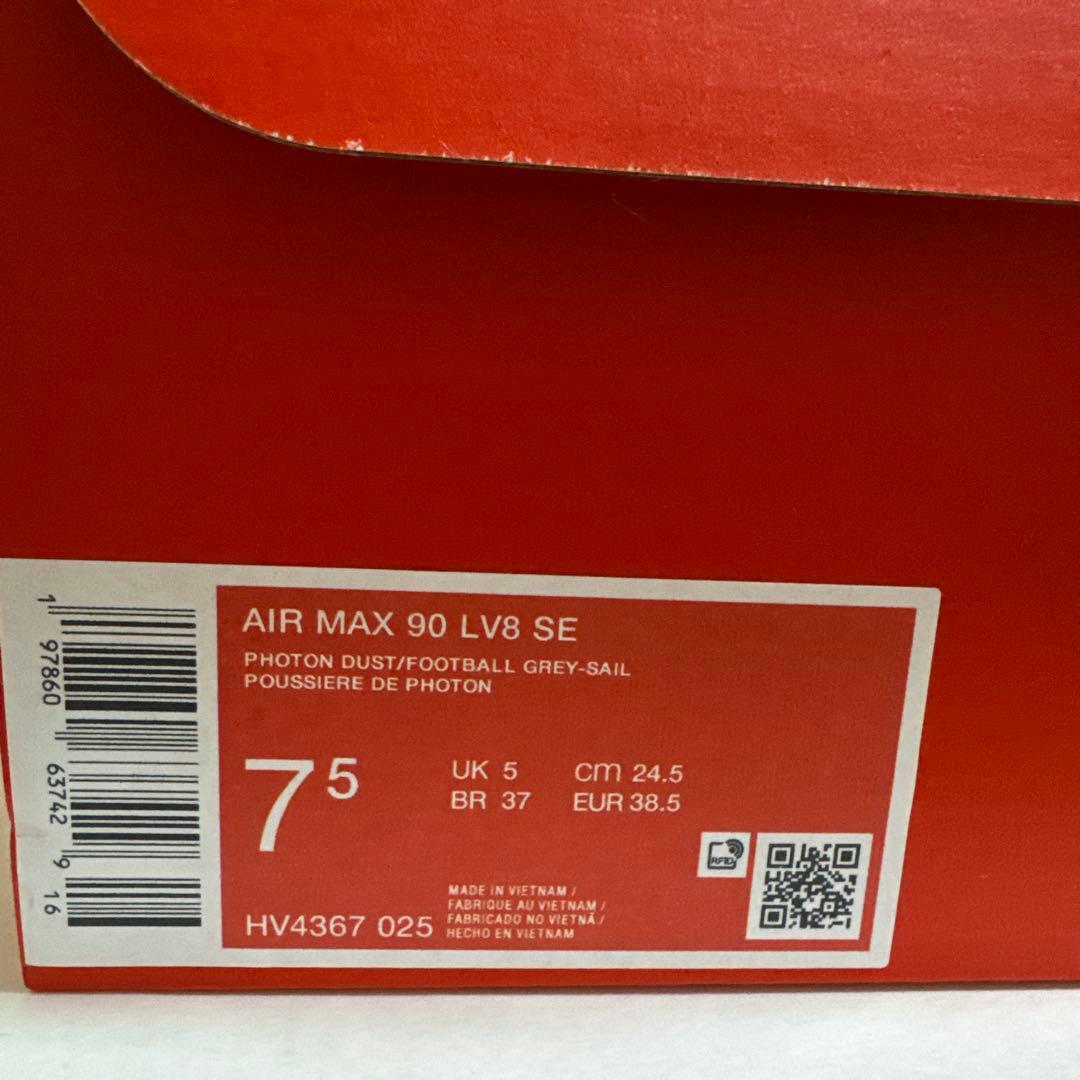 AIR MAX 90 LV8 SE
PHOTON DUST/FOOTBALL GREY-SAIL
POUSSIERE DE PHOTON
7 5
UK 5 cm 24.5
BR 37 EUR 38.5
RFID
HV4367 025
MADE IN VIETNAM /
FABRIQUE AU VIETNAM /
FABRICADO NO VIETNÃ /
HECHO EN VIETNAM
1 97860 63742 9 16